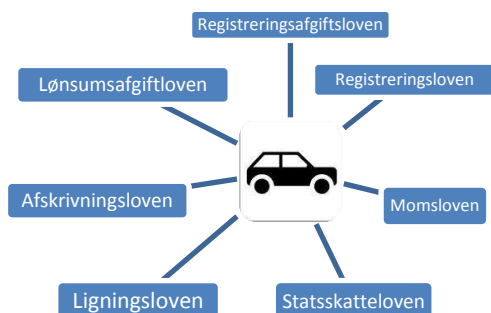 Registreringsafgiftsloven
Lønsumsafgiftloven
Registreringsloven
Afskrivningsloven
Momsloven
Ligningsloven
Statsskatteloven